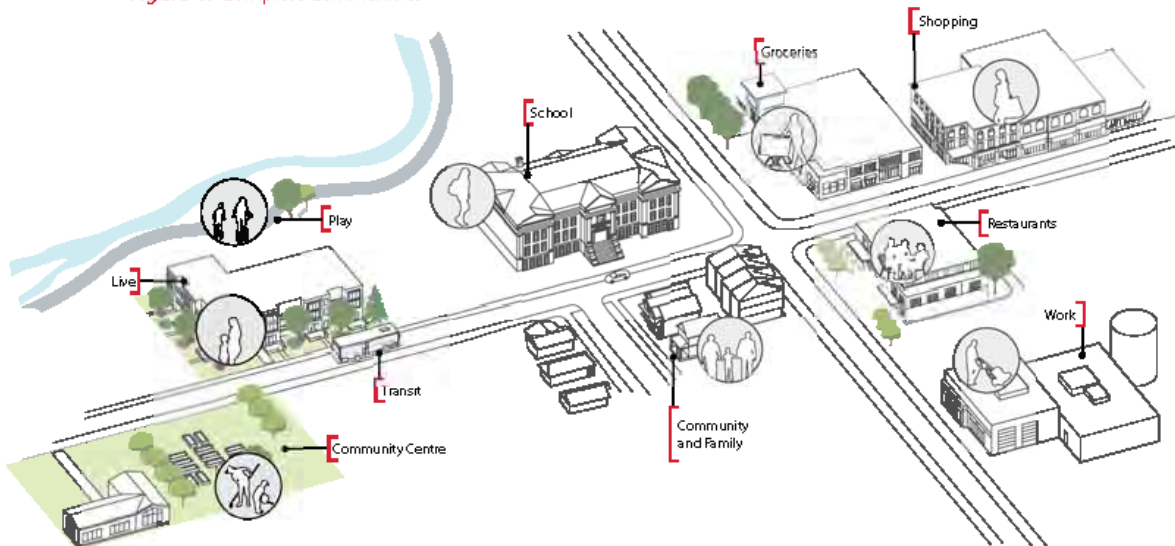 Shopping
Groceries
School
Play
Restaurants
Live
Work
Transit
Community
and Family
Community Centre